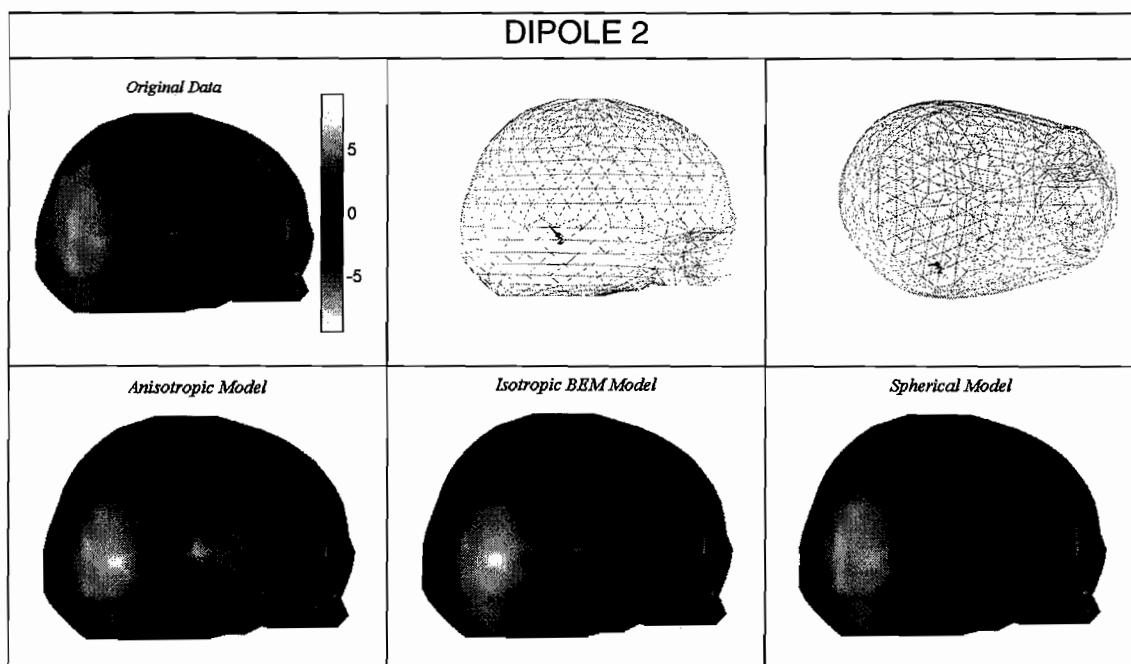 DIPOLE 2
Original Data
5
0
-5
Anisotropic Model
Isotropic BEM Model
Spherical Model